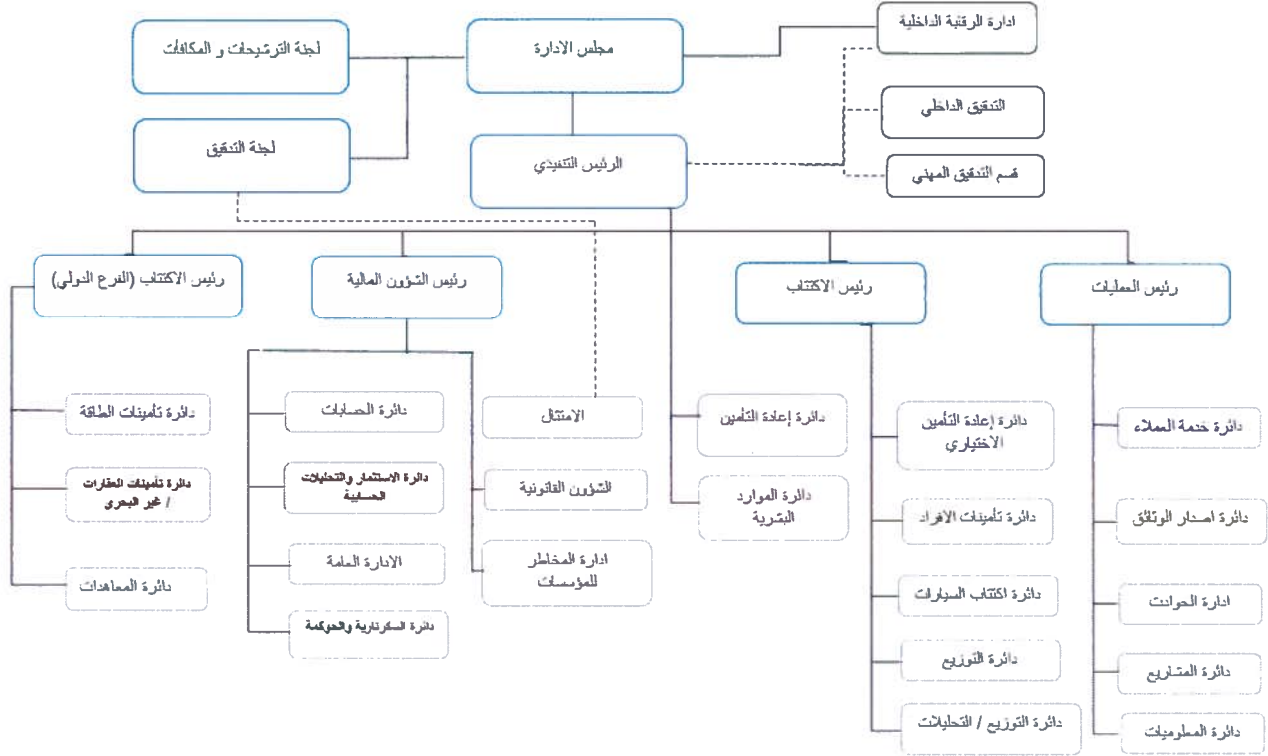 ادارة الرقابة الداخلية
مجلس الادارة
لجنة الترشيحات و المكافآت
التدقيق الداخلي
لجنة التدقيق
الرئيس التنفيذي
قسم التدقيق المهني
رئيس العمليات
رئيس الاكتتاب
رئيس الشؤون المالية
رئيس الاكتتاب (الفرع الدولي)
دائرة خدمة العملاء
دائرة اصدار الوثائق
ادارة الحوادث
دائرة المشاريع
دائرة المعلوميات
دائرة إعادة التأمين
الاختياري
دائرة تأمينات الافراد
دائرة اكتتاب السيارات
دائرة التوزيع
دائرة التوزيع / التحليلات
دائرة إعادة التأمين
دائرة الموارد
البشرية
الامتثال
الشؤون القانونية
ادارة المخاطر
للمؤسسات
دائرة الحسابات
دائرة الاستثمار والتحليلات
الحسابية
الادارة العامة
دائرة السكرتارية والحوكمة
دائرة تأمينات الطاقة
دائرة تأمينات العقارات
/ غير البحري
دائرة المعاهدات